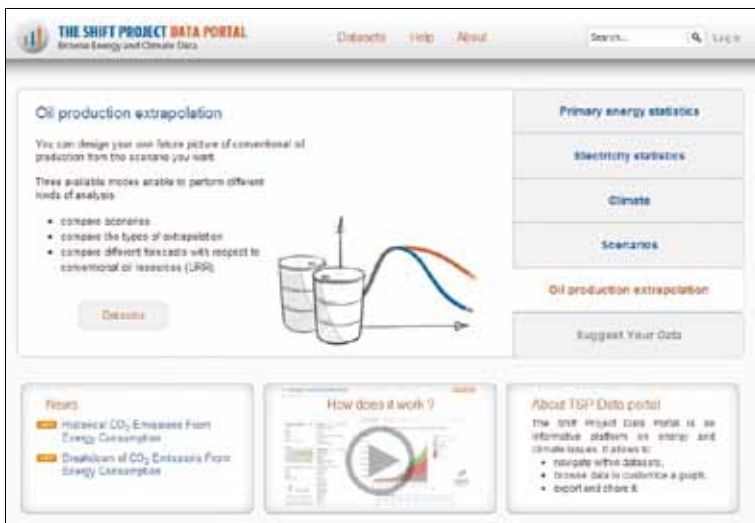 THE SHIFT PROJECT DATA PORTAL
Browse Energy and Climate Data
Datasets Help About
Search... Log in
Oil production extrapolation
You can design your own future picture of conventional oil
production from the scenario you want
Three available modes enable to perform different
kinds of analysis
• compare scenarios
• compare the types of extrapolation
• compare different forecasts with respect to
conventional oil resources (URR)
Datasets
Primary energy statistics
Electricity statistics
Climate
Scenarios
Oil production extrapolation
Suggest Your Data
News
Historical CO2 Emissions From
Energy Consumption
Breakdown of CO2 Emissions From
Energy Consumption
How does it work ?
About TSP Data portal
The Shift Project Data Portal is an
informative platform on energy and
climate issues. It allows to
• navigate within datasets,
• browse data to customize a graph,
• export and share it.